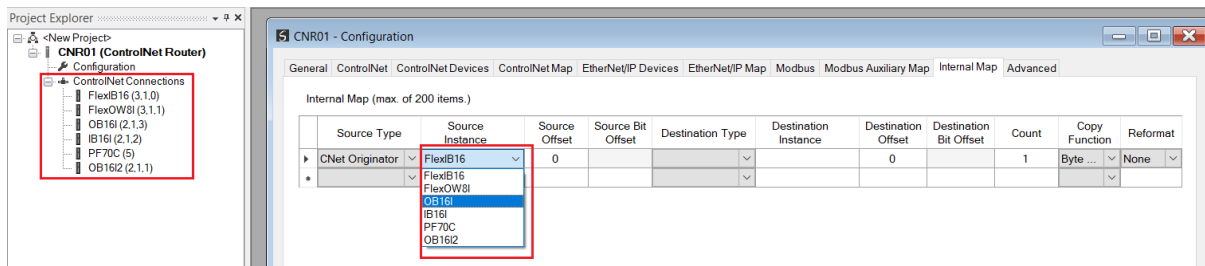 Project Explorer
<New Project>
CNR01 (ControlNet Router)
Configuration
ControlNet Connections
FlexIB16 (3,1,0)
FlexOW8I (3,1,1)
OB16I (2,1,3)
IB16I (2,1,2)
PF70C (5)
OB16I2 (2,1,1)
CNR01 - Configuration
General ControlNet ControlNet Devices ControlNet Map EtherNet/IP Devices EtherNet/IP Map Modbus Modbus Auxiliary Map Internal Map Advanced
Internal Map (max. of 200 items.)
Source Type Source Instance Source Offset Source Bit Offset Destination Type Destination Instance Destination Offset Destination Bit Offset Count Copy Function Reformat
CNet Originator FlexIB16 0 0 1 Byte ... None
FlexIB16
FlexOW8I
OB16I
IB16I
PF70C
OB16I2